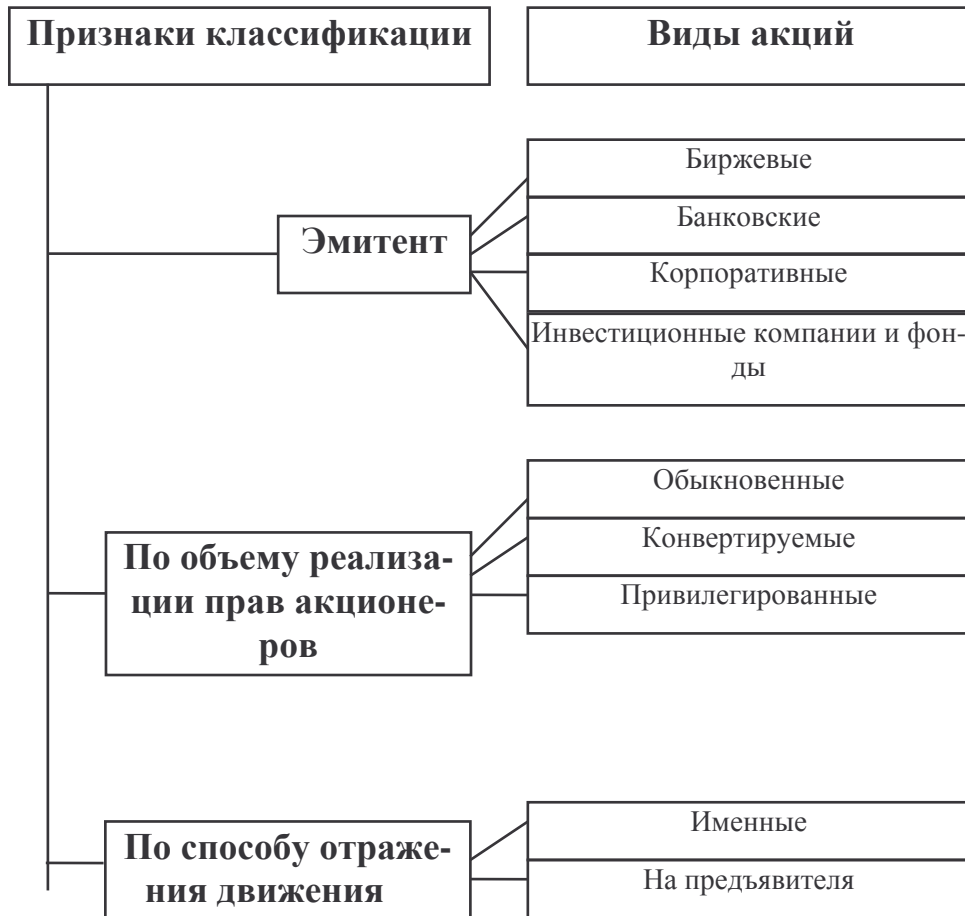 Признаки классификации
Виды акций
Эмитент
Биржевые
Банковские
Корпоративные
Инвестиционные компании и фон-
ды
По объему реализа-
ции прав акционе-
ров
Обыкновенные
Конвертируемые
Привилегированные
По способу отраже-
ния движения
Именные
На предъявителя